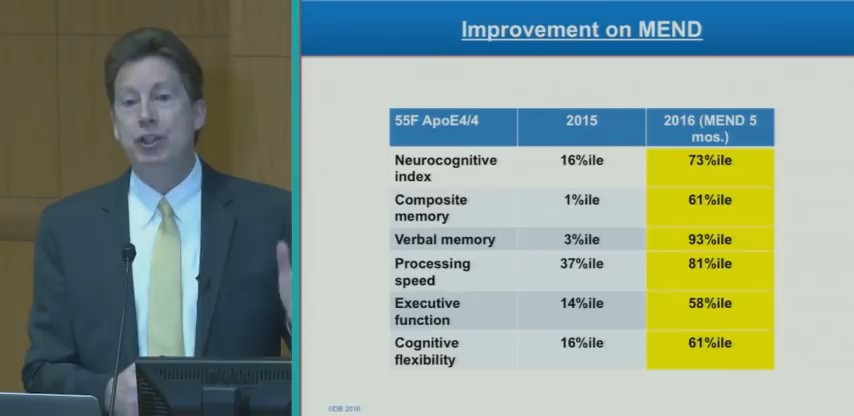 Improvement on MEND
55F ApoE4/4 2015 2016 (MEND 5
mos.)
Neurocognitive 16%ile 73%ile
index
Composite 1%ile 61%ile
memory
Verbal memory 3%ile 93%ile
Processing 37%ile 81%ile
speed
Executive 14%ile 58%ile
function
Cognitive 16%ile 61%ile
flexibility
©DB 2016